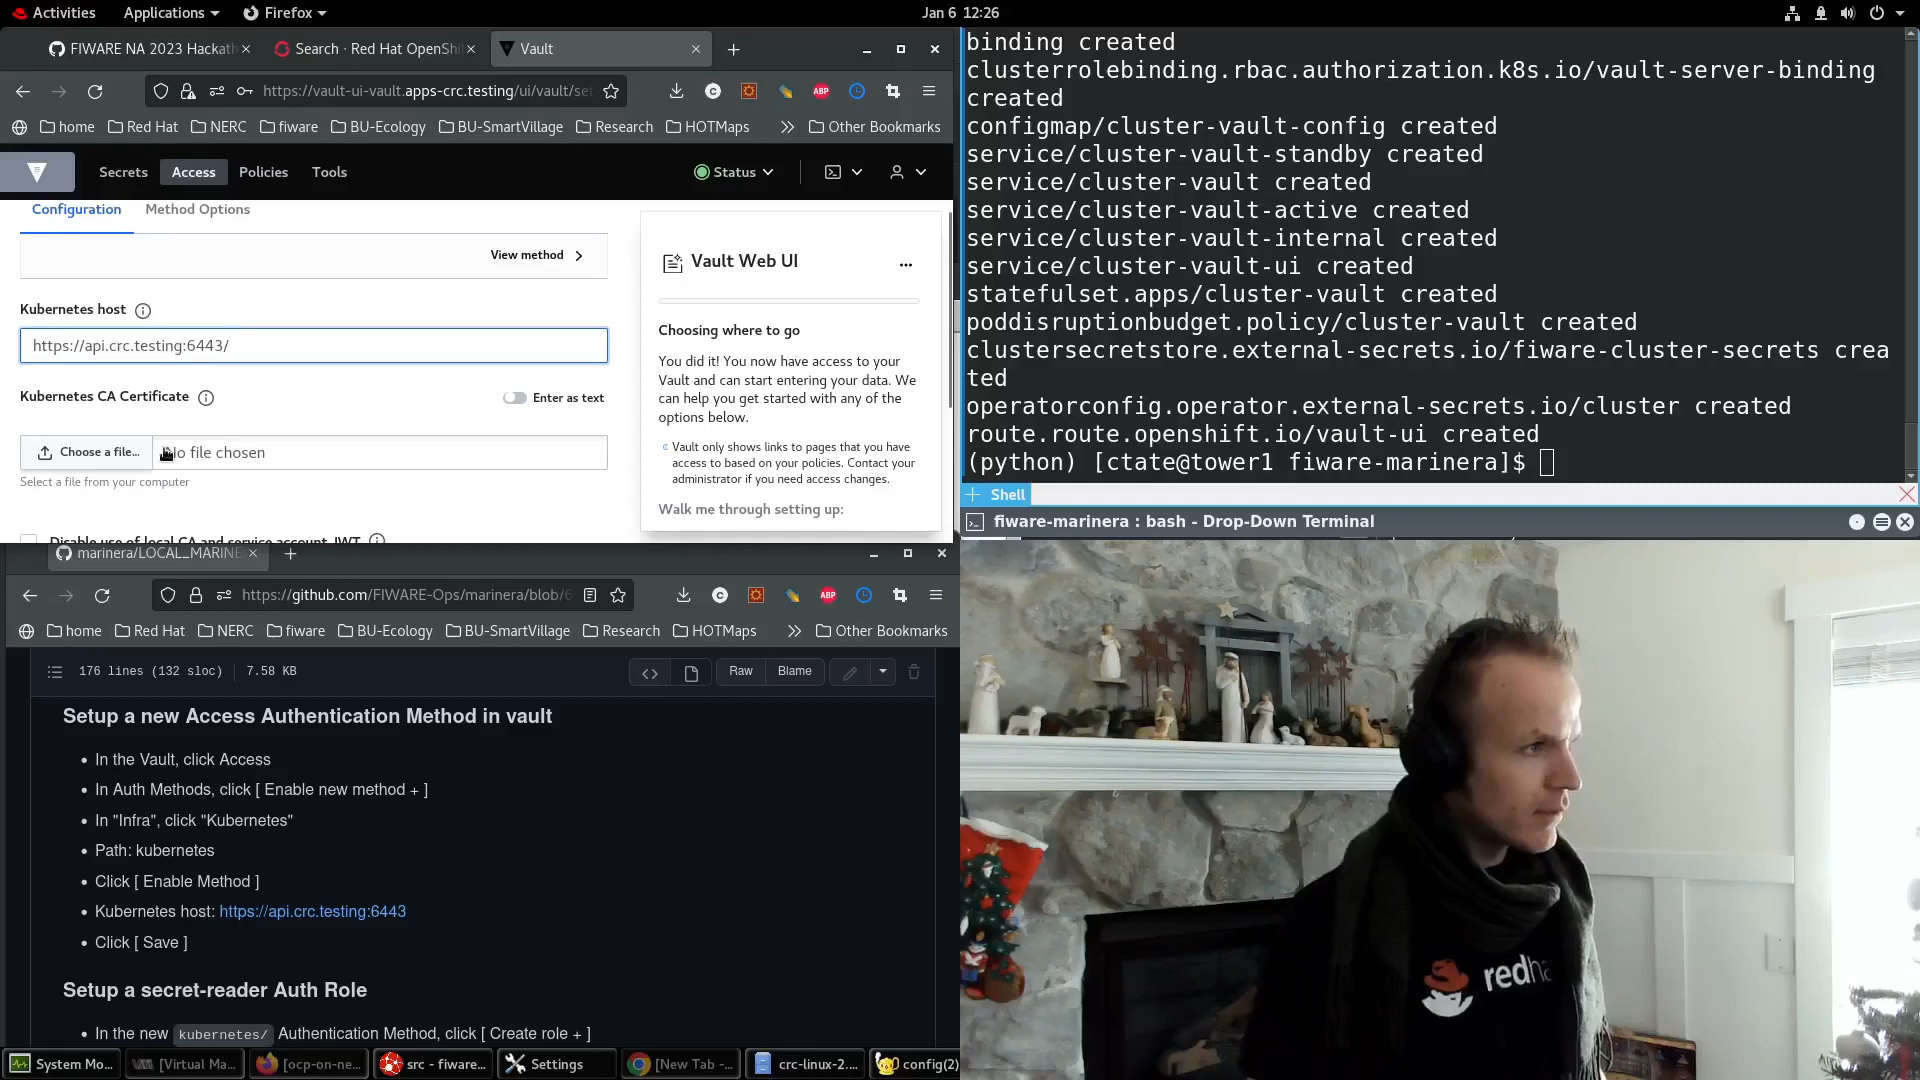 Activities
Applications
Firefox
Jan 6 12:26
FIWARE NA 2023 Hackath
Search · Red Hat OpenShi
Vault
https://vault-ui-vault.apps-crc.testing/ui/vault/set
home
Red Hat
NERC
fiware
BU-Ecology
BU-SmartVillage
Research
HOTMaps
Other Bookmarks
Secrets
Access
Policies
Tools
Status
Configuration
Method Options
View method
Kubernetes host
https://api.crc.testing:6443/
Kubernetes CA Certificate
Enter as text
Choose a file...
No file chosen
Select a file from your computer
Disable use of local CA and service account JWT
Vault Web UI
...
Choosing where to go
You did it! You now have access to your
Vault and can start entering your data. We
can help you get started with any of the
options below.
Vault only shows links to pages that you have
access to based on your policies. Contact your
administrator if you need access changes.
Walk me through setting up:
binding created
clusterrolebinding.rbac.authorization.k8s.io/vault-server-binding
created
configmap/cluster-vault-config created
service/cluster-vault-standby created
service/cluster-vault created
service/cluster-vault-active created
service/cluster-vault-internal created
service/cluster-vault-ui created
statefulset.apps/cluster-vault created
poddisruptionbudget.policy/cluster-vault created
clustersecretstore.external-secrets.io/fiware-cluster-secrets crea
ted
operatorconfig.operator.external-secrets.io/cluster created
route.route.openshift.io/vault-ui created
(python) [ctate@tower1 fiware-marinera]$
Shell
fiware-marinera : bash - Drop-Down Terminal
marinera/LOCAL_MARINE
https://github.com/FIWARE-Ops/marinera/blob/6
home
Red Hat
NERC
fiware
BU-Ecology
BU-SmartVillage
Research
HOTMaps
Other Bookmarks
176 lines (132 sloc)
7.58 KB
Raw
Blame
Setup a new Access Authentication Method in vault
• In the Vault, click Access
• In Auth Methods, click [ Enable new method + ]
• In "Infra", click "Kubernetes"
• Path: kubernetes
• Click [ Enable Method ]
• Kubernetes host: https://api.crc.testing:6443
• Click [ Save ]
Setup a secret-reader Auth Role
• In the new kubernetes/ Authentication Method, click [ Create role + ]
System Mo...
[Virtual Ma...
[ocp-on-ne...
src - fiware...
Settings
[New Tab -...
crc-linux-2....
config(2)
redha